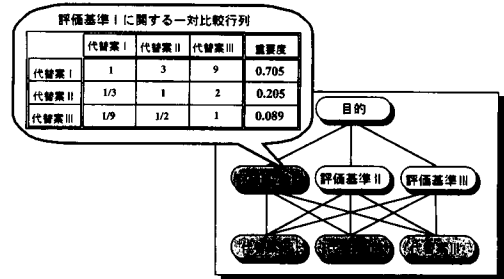 評価基準Ⅰに関する一対比較行列
代替案Ⅰ 代替案Ⅱ 代替案Ⅲ 重要度
代替案Ⅰ 1 3 9 0.705
代替案Ⅱ 1/3 1 2 0.205
代替案Ⅲ 1/9 1/2 1 0.089
目的
評価基準Ⅱ 評価基準Ⅲ